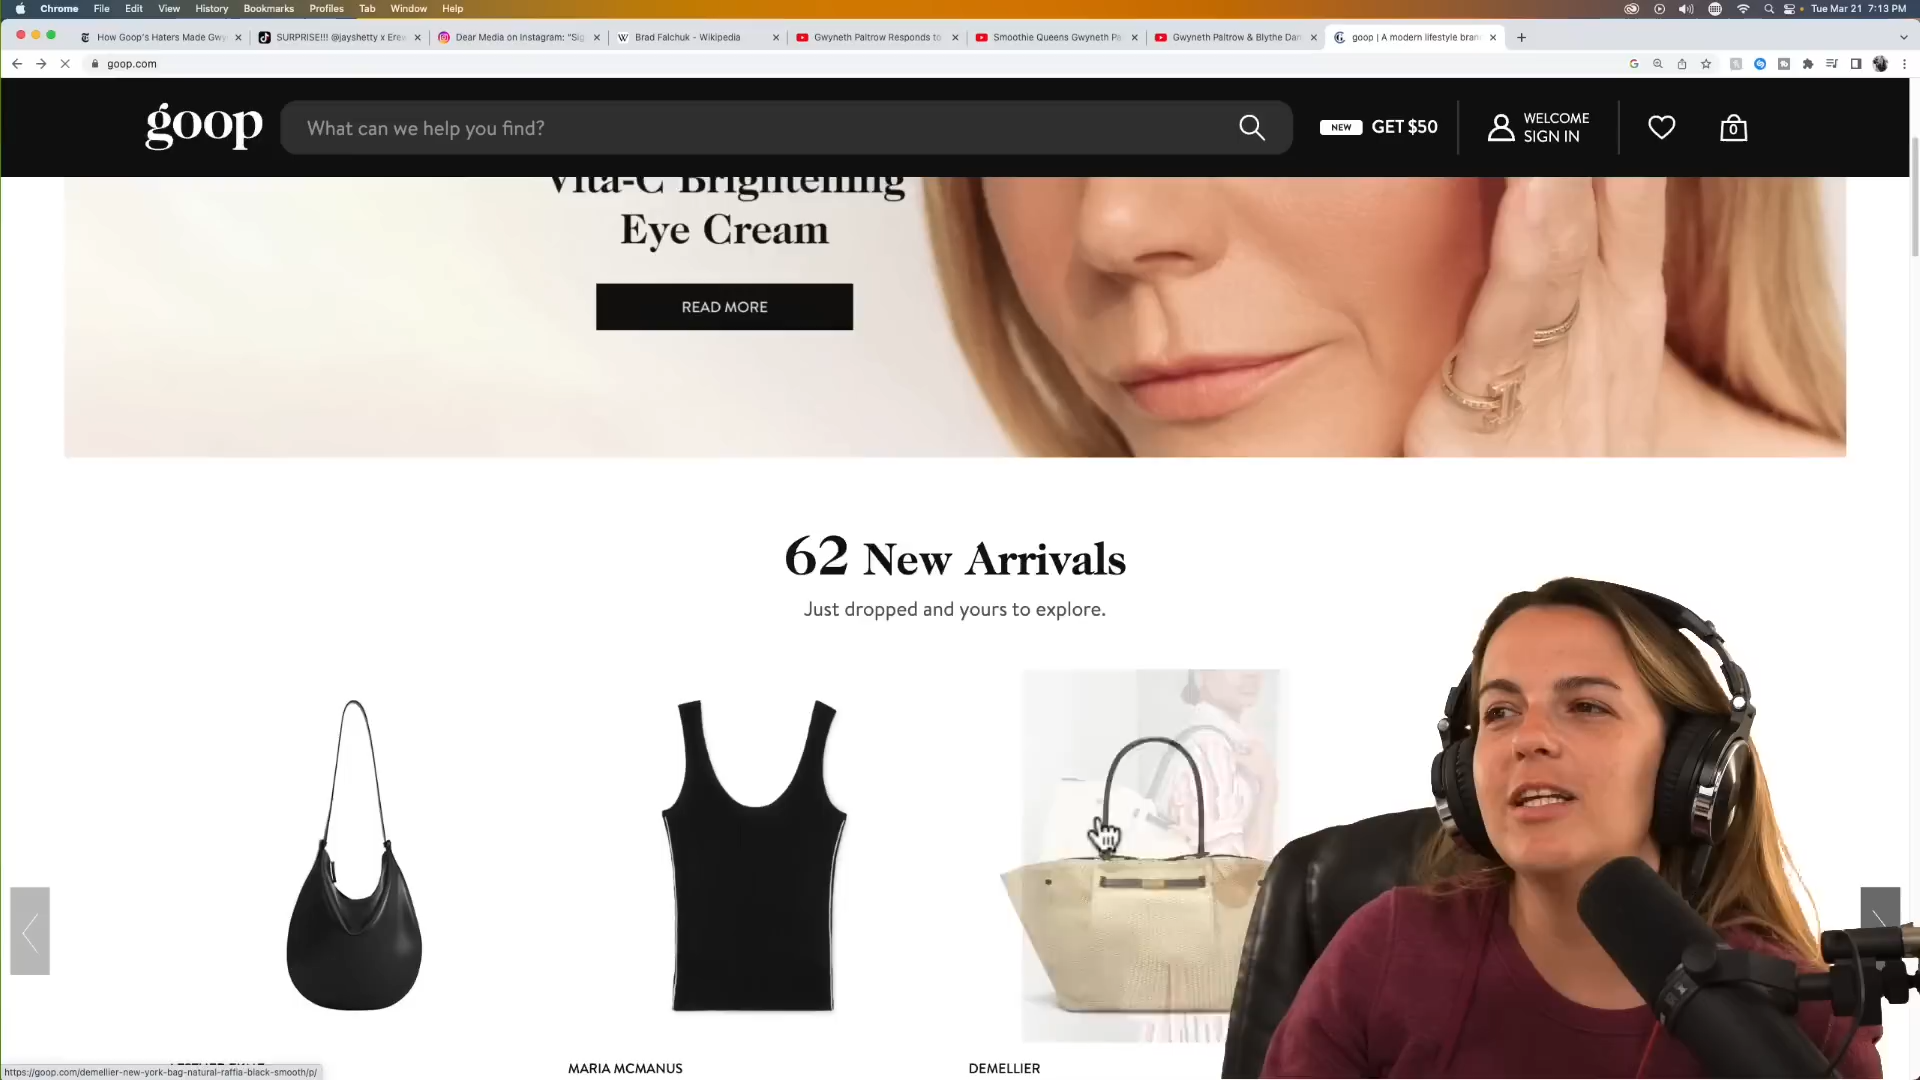 Chrome File Edit View History Bookmarks Profiles Tab Window Help Tue Mar 21 7:13 PM
How Goop's Haters Made Gwy SURPRISE!!! @jayshetty x Erew Dear Media on Instagram: "Sig Brad Falchuk - Wikipedia Gwyneth Paltrow Responds to Smoothie Queens Gwyneth Pa Gwyneth Paltrow & Blythe Dan goop | A modern lifestyle bran
goop.com
goop What can we help you find? NEW GET $50 WELCOME
SIGN IN 0
Vita-C Brightening
Eye Cream
READ MORE
62 New Arrivals
Just dropped and yours to explore.
MARIA MCMANUS DEMELLIER
https://goop.com/demellier-new-york-bag-natural-raffia-black-smooth/p/